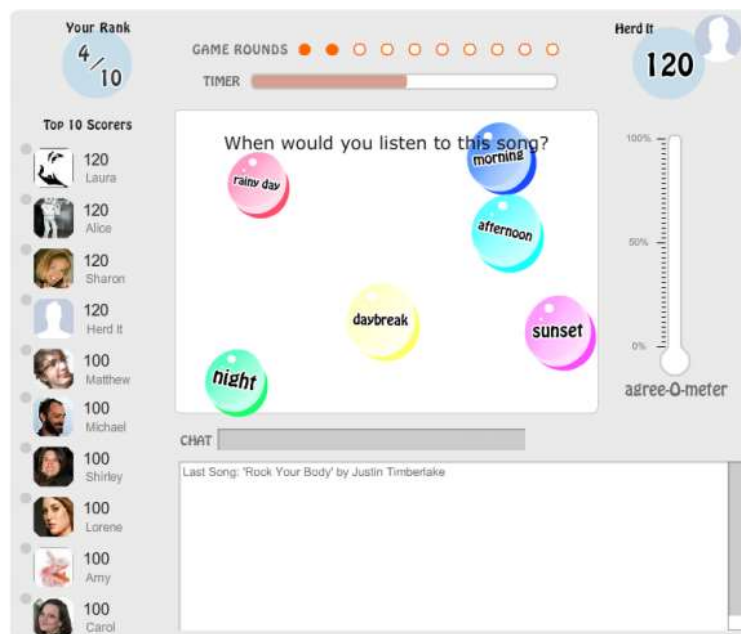 Your Rank
4/10
GAME ROUNDS
TIMER
Herd It
120
Top 10 Scorers
120
Laura
120
Alice
120
Sharon
120
Herd It
100
Matthew
100
Michael
100
Shirley
100
Lorene
100
Amy
100
Carol
When would you listen to this song?
morning
rainy day
afternoon
daybreak
sunset
night
100%
50%
0%
agree-O-meter
CHAT
Last Song: 'Rock Your Body' by Justin Timberlake